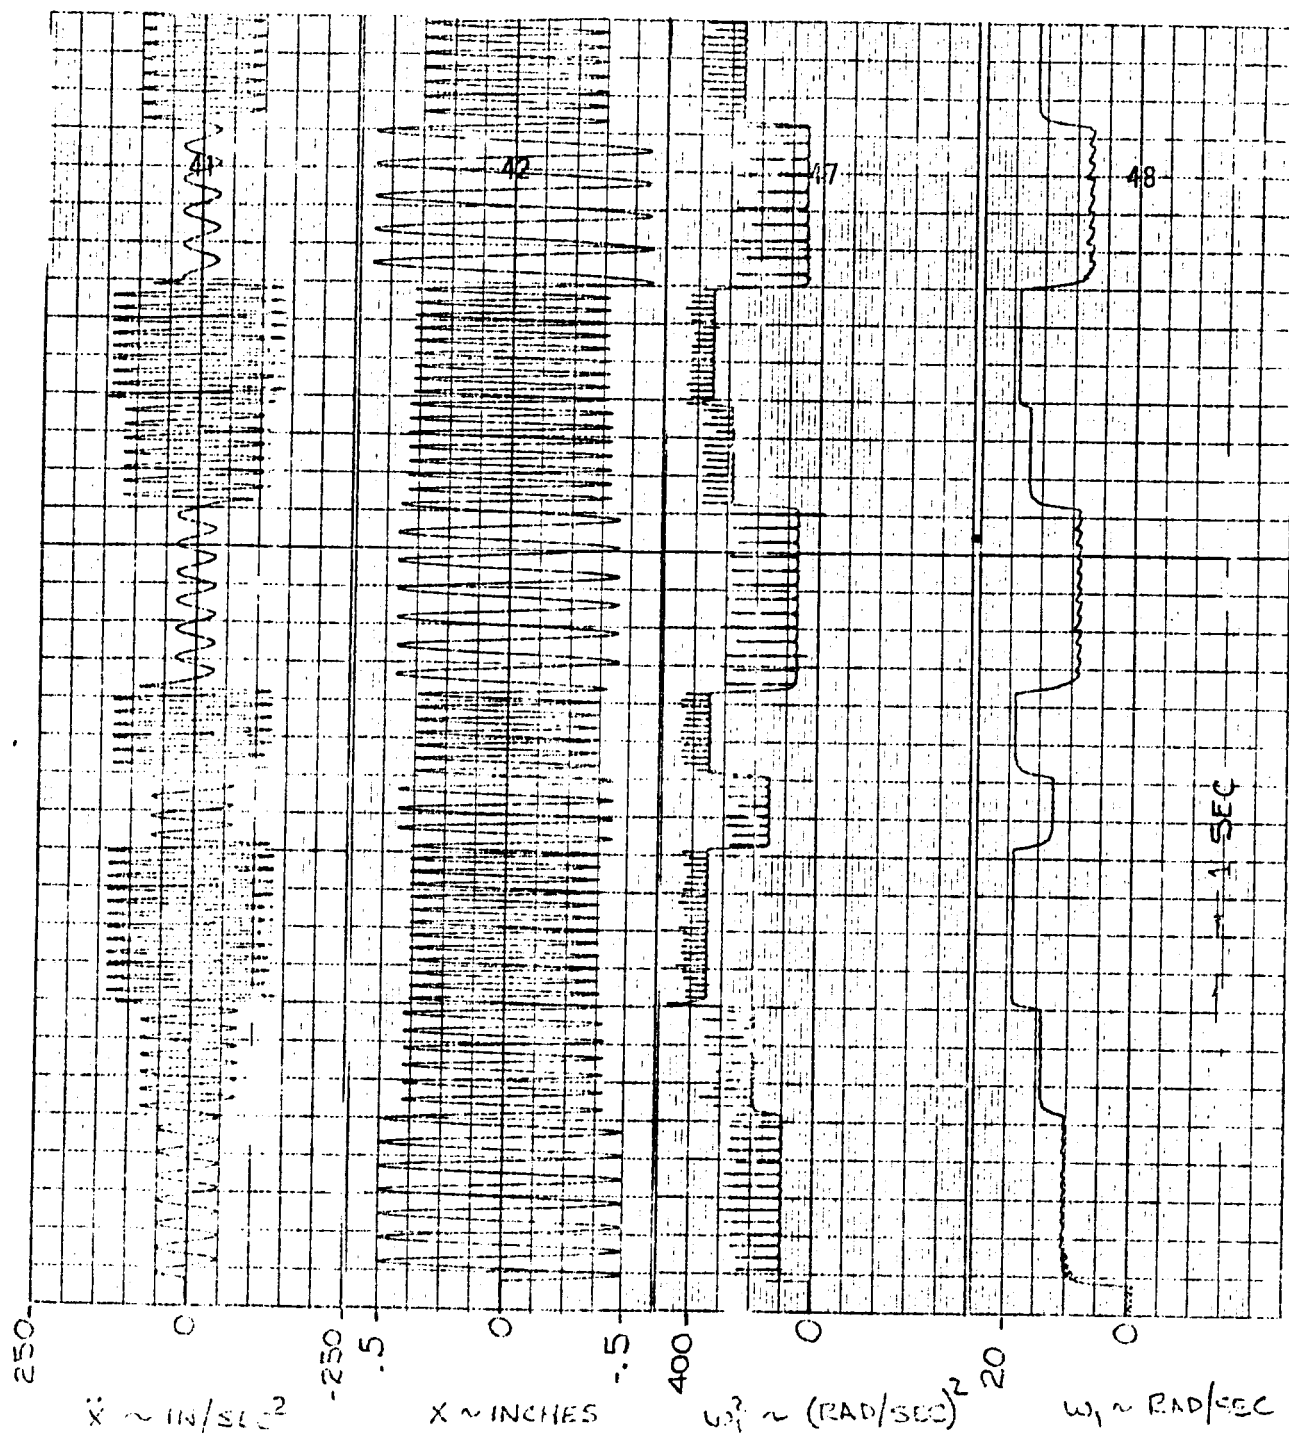 41
42
47
48
1 SEC
250
0
-250
.5
0
-.5
400
0
20
0
ẍ ~ IN/SEC²
X ~ INCHES
ω₁² ~ (RAD/SEC)²
ω₁ ~ RAD/SEC